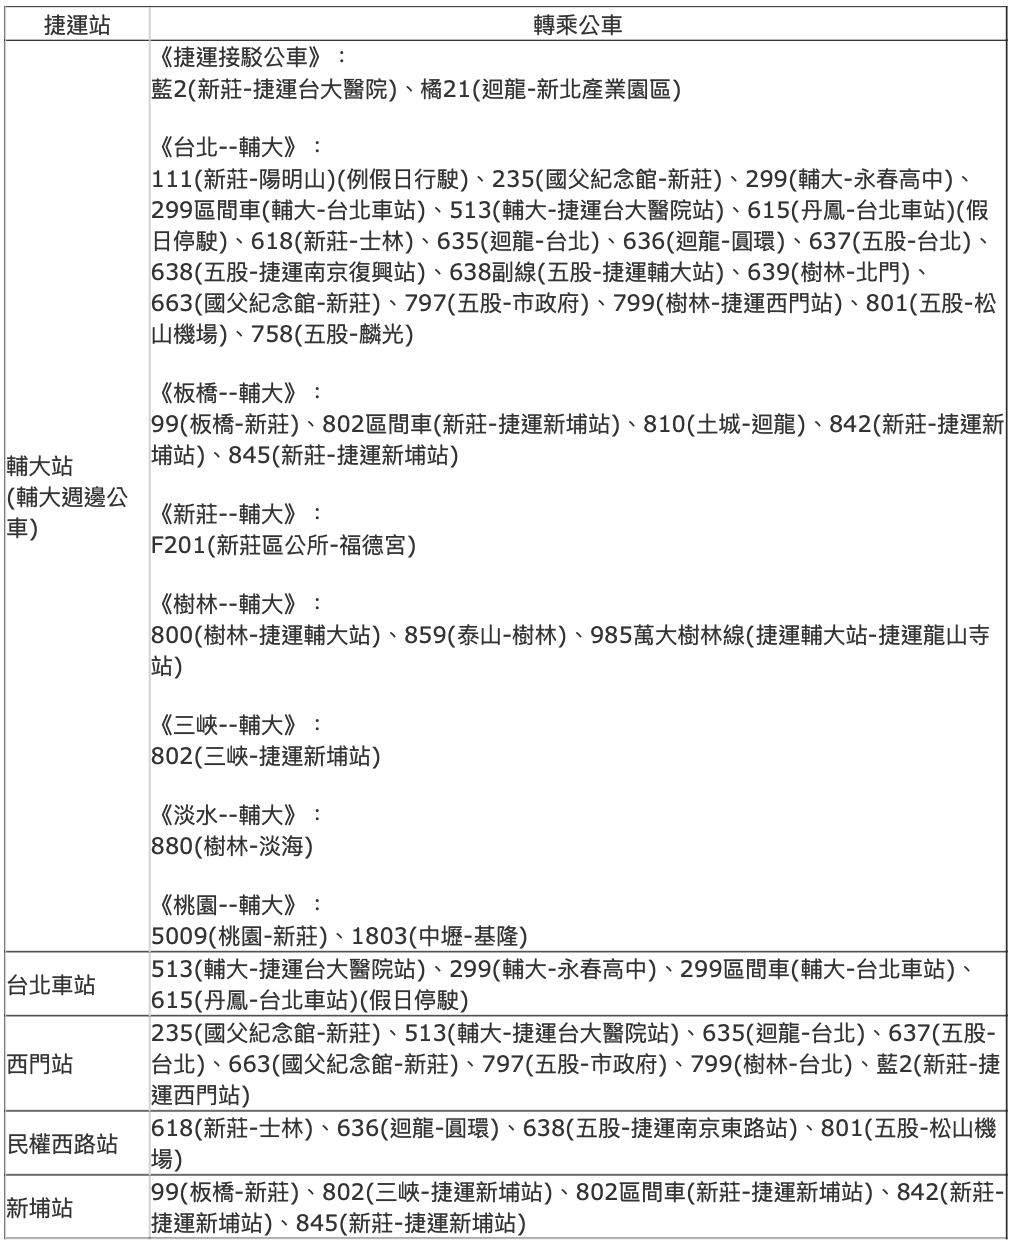 捷運站
轉乘公車
輔大站
(輔大週邊公
車)
《捷運接駁公車》：
藍2(新莊-捷運台大醫院)、橘21(迴龍-新北產業園區)
《台北--輔大》：
111(新莊-陽明山)(例假日行駛)、235(國父紀念館-新莊)、299(輔大-永春高中)、
299區間車(輔大-台北車站)、513(輔大-捷運台大醫院站)、615(丹鳳-台北車站)(假
日停駛)、618(新莊-士林)、635(迴龍-台北)、636(迴龍-圓環)、637(五股-台北)、
638(五股-捷運南京復興站)、638副線(五股-捷運輔大站)、639(樹林-北門)、
663(國父紀念館-新莊)、797(五股-市政府)、799(樹林-捷運西門站)、801(五股-松
山機場)、758(五股-麟光)
《板橋--輔大》：
99(板橋-新莊)、802區間車(新莊-捷運新埔站)、810(土城-迴龍)、842(新莊-捷運新
埔站)、845(新莊-捷運新埔站)
《新莊--輔大》：
F201(新莊區公所-福德宮)
《樹林--輔大》：
800(樹林-捷運輔大站)、859(泰山-樹林)、985萬大樹林線(捷運輔大站-捷運龍山寺
站)
《三峽--輔大》：
802(三峽-捷運新埔站)
《淡水--輔大》：
880(樹林-淡海)
《桃園--輔大》：
5009(桃園-新莊)、1803(中壢-基隆)
台北車站
513(輔大-捷運台大醫院站)、299(輔大-永春高中)、299區間車(輔大-台北車站)、
615(丹鳳-台北車站)(假日停駛)
西門站
235(國父紀念館-新莊)、513(輔大-捷運台大醫院站)、635(迴龍-台北)、637(五股-
台北)、663(國父紀念館-新莊)、797(五股-市政府)、799(樹林-台北)、藍2(新莊-捷
運西門站)
民權西路站
618(新莊-士林)、636(迴龍-圓環)、638(五股-捷運南京東路站)、801(五股-松山機
場)
新埔站
99(板橋-新莊)、802(三峽-捷運新埔站)、802區間車(新莊-捷運新埔站)、842(新莊-
捷運新埔站)、845(新莊-捷運新埔站)